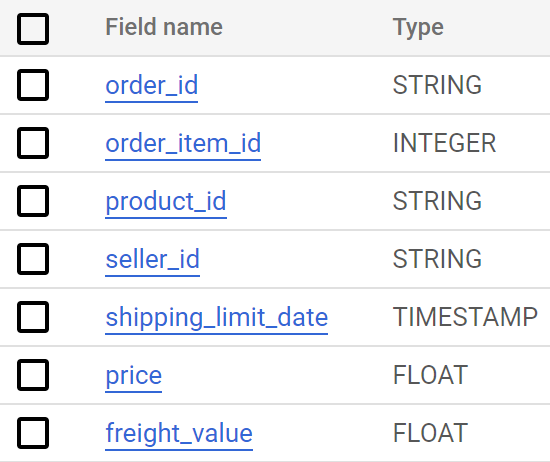 Field name Type
order_id STRING
order_item_id INTEGER
product_id STRING
seller_id STRING
shipping_limit_date TIMESTAMP
price FLOAT
freight_value FLOAT